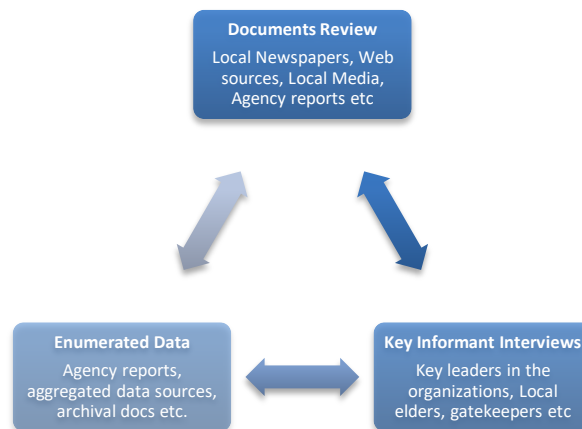 Documents Review
Local Newspapers, Web
sources, Local Media,
Agency reports etc
Enumerated Data
Agency reports,
aggregated data sources,
archival docs etc.
Key Informant Interviews
Key leaders in the
organizations, Local
elders, gatekeepers etc